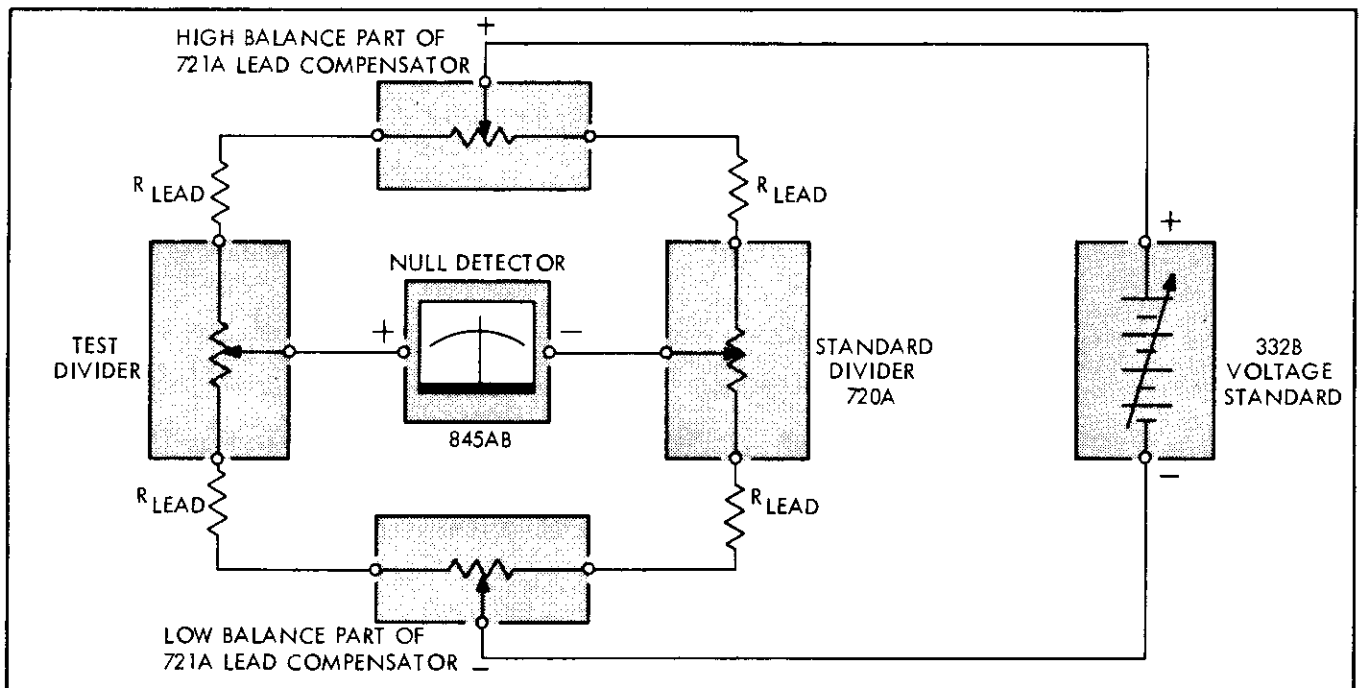 +
HIGH BALANCE PART OF
721A LEAD COMPENSATOR
R LEAD
R LEAD
+
NULL DETECTOR
+
−
TEST
DIVIDER
STANDARD
DIVIDER
720A
332B
VOLTAGE
STANDARD
845AB
−
R LEAD
R LEAD
LOW BALANCE PART OF
721A LEAD COMPENSATOR
−